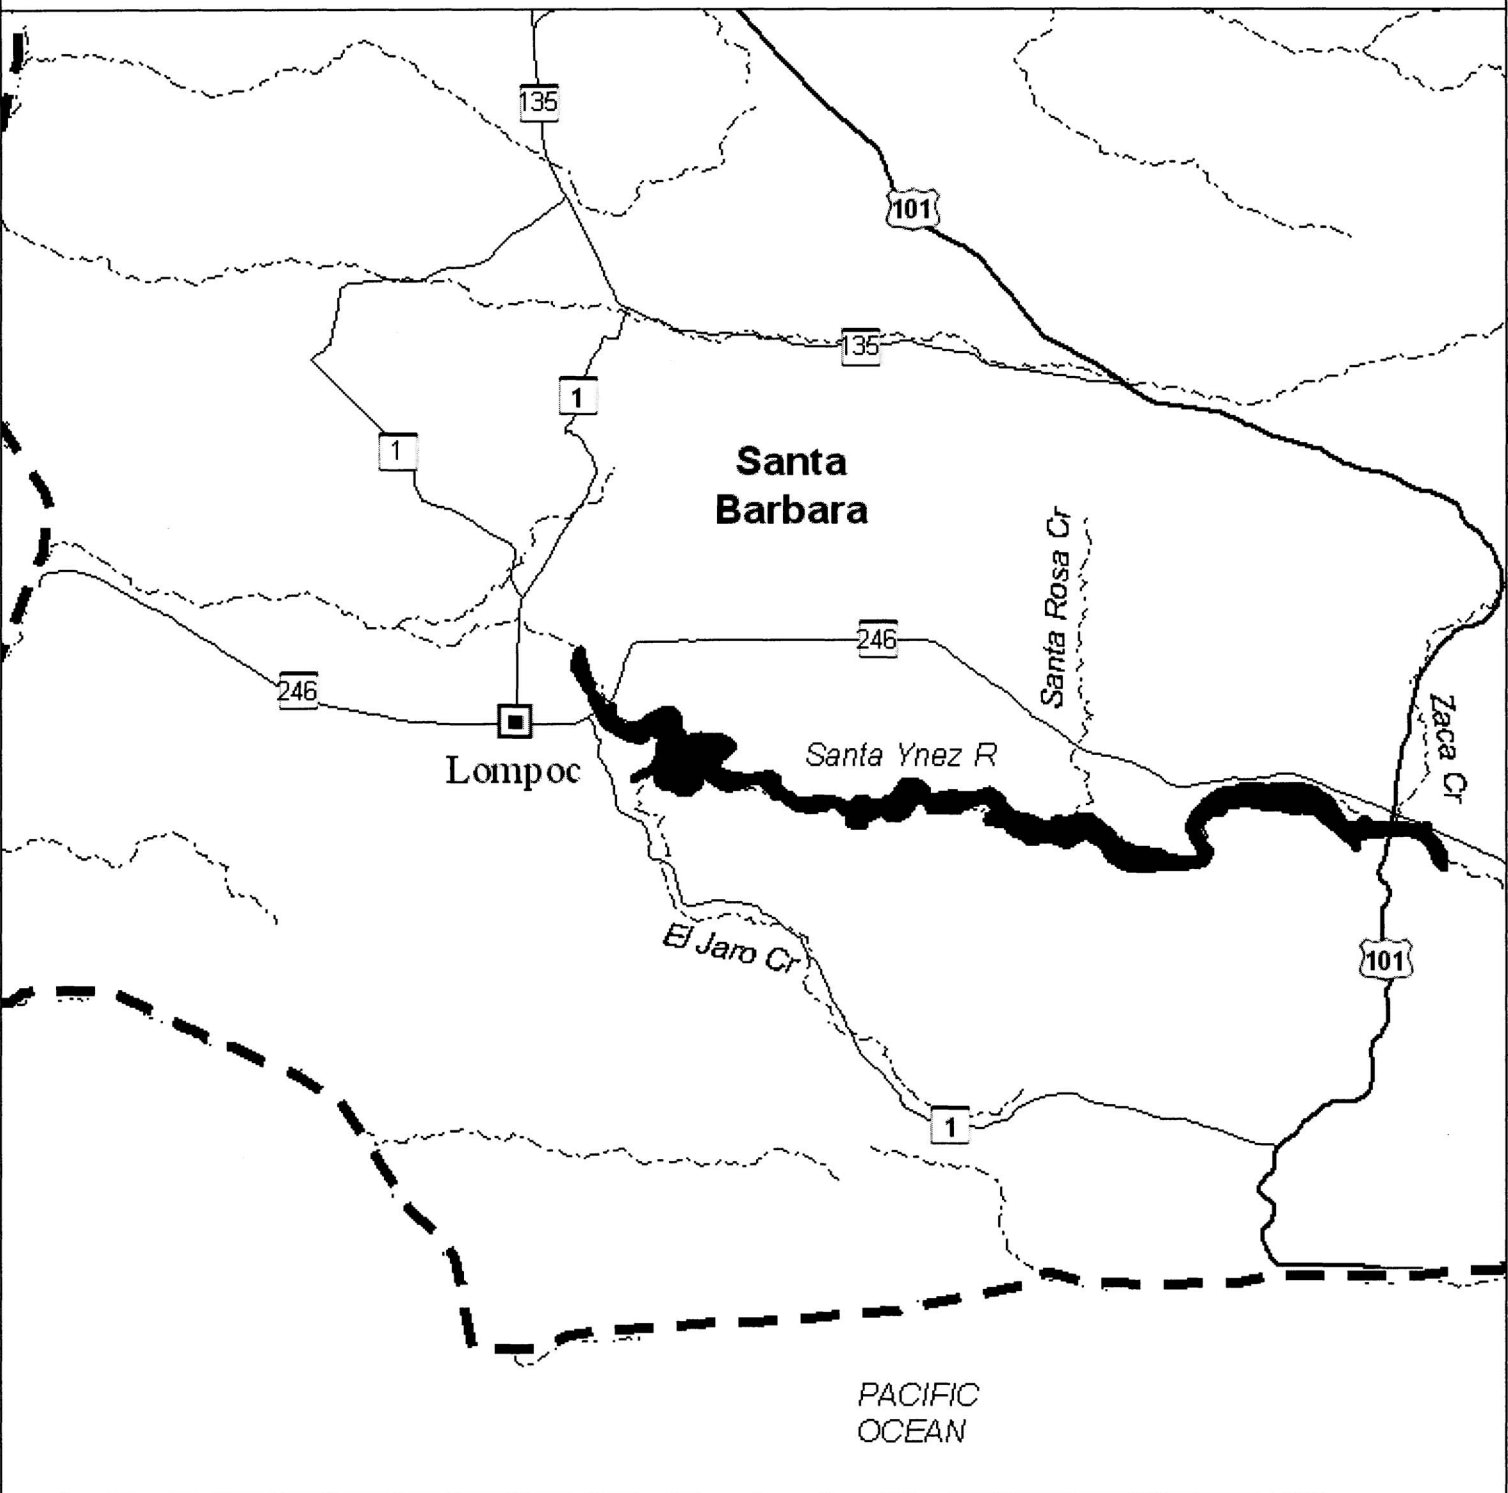 135
101
135
1
1
Santa
Barbara
Santa Rosa Cr
246
246
Zaca Cr
Santa Ynez R
Lompoc
El Jaro Cr
101
1
PACIFIC
OCEAN